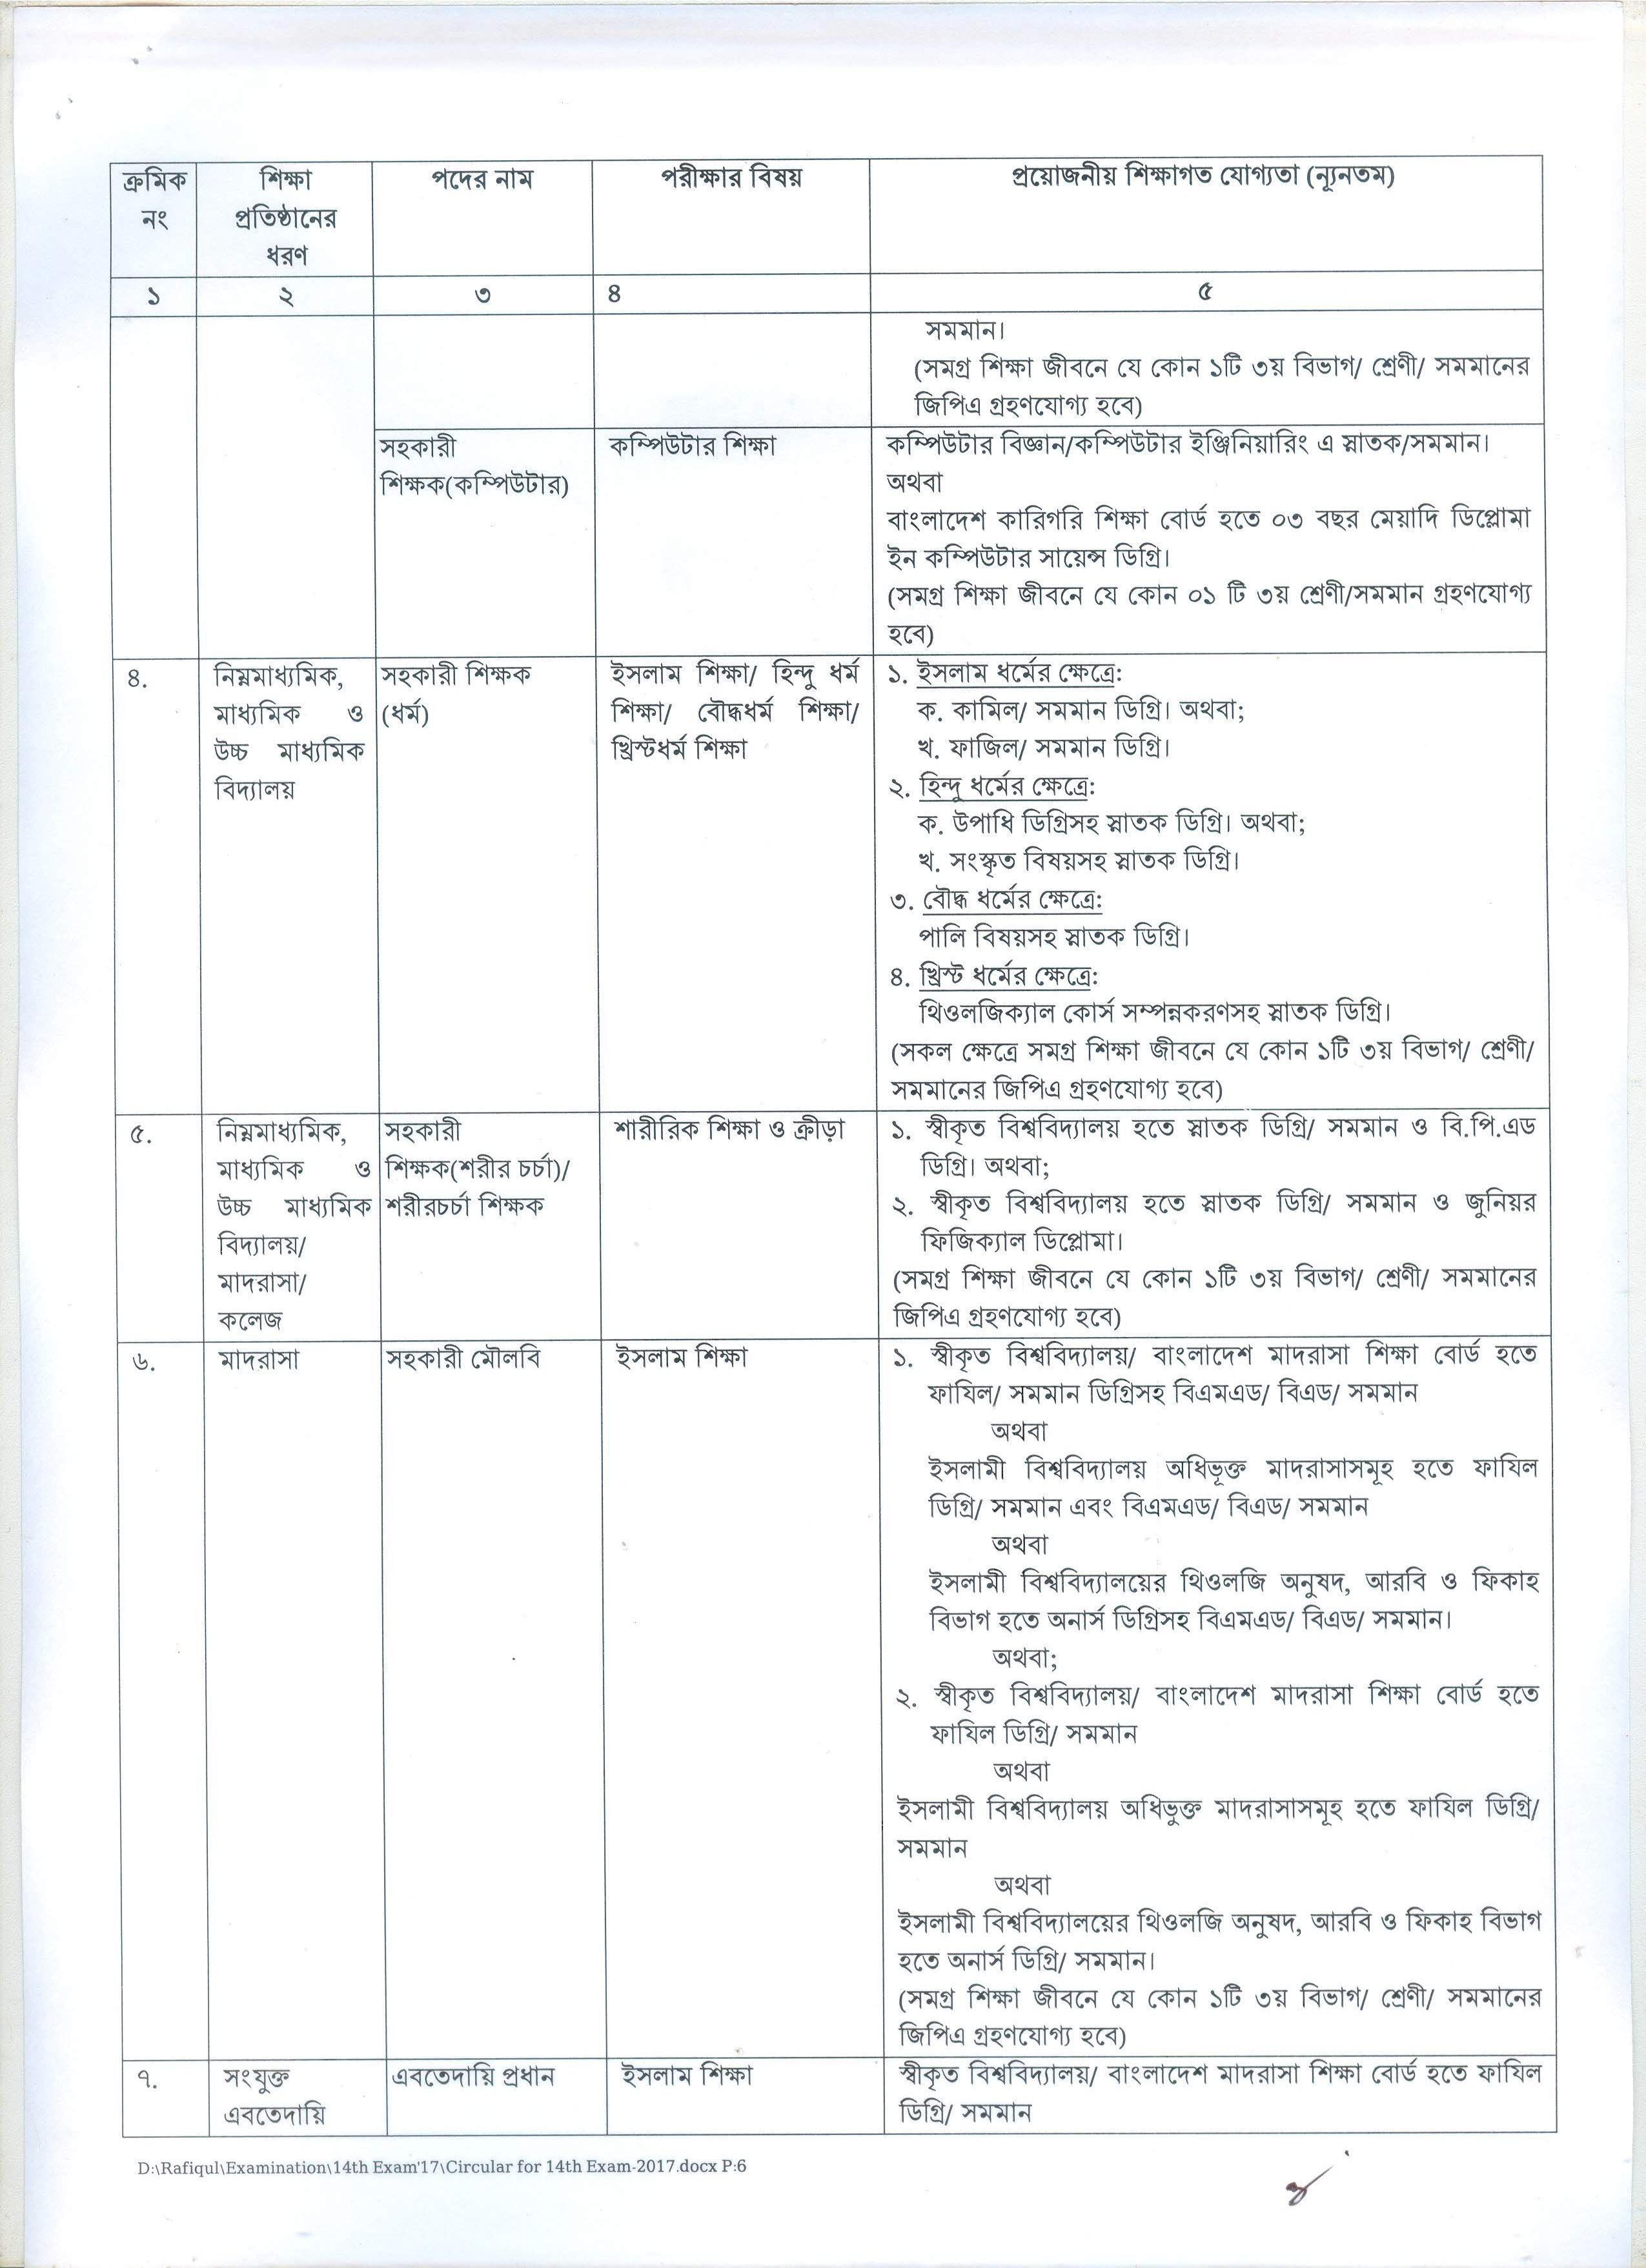 ক্রমিক নং
শিক্ষা প্রতিষ্ঠানের ধরণ
পদের নাম
পরীক্ষার বিষয়
প্রয়োজনীয় শিক্ষাগত যোগ্যতা (ন্যূনতম)
১
২
৩
৪
৫
সমমান।
(সমগ্র শিক্ষা জীবনে যে কোন ১টি ৩য় বিভাগ/ শ্রেণী/ সমমানের
জিপিএ গ্রহণযোগ্য হবে)
সহকারী
শিক্ষক(কম্পিউটার)
কম্পিউটার শিক্ষা
কম্পিউটার বিজ্ঞান/কম্পিউটার ইঞ্জিনিয়ারিং এ স্নাতক/সমমান।
অথবা
বাংলাদেশ কারিগরি শিক্ষা বোর্ড হতে ০৩ বছর মেয়াদি ডিপ্লোমা
ইন কম্পিউটার সায়েন্স ডিগ্রি।
(সমগ্র শিক্ষা জীবনে যে কোন ০১ টি ৩য় শ্রেণী/সমমান গ্রহণযোগ্য
হবে)
৪.
নিম্নমাধ্যমিক,
মাধ্যমিক ও
উচ্চ মাধ্যমিক
বিদ্যালয়
সহকারী শিক্ষক
(ধর্ম)
ইসলাম শিক্ষা/ হিন্দু ধর্ম
শিক্ষা/ বৌদ্ধধর্ম শিক্ষা/
খ্রিস্টধর্ম শিক্ষা
১. ইসলাম ধর্মের ক্ষেত্রে:
ক. কামিল/ সমমান ডিগ্রি। অথবা;
খ. ফাজিল/ সমমান ডিগ্রি।
২. হিন্দু ধর্মের ক্ষেত্রে:
ক. উপাধি ডিগ্রিসহ স্নাতক ডিগ্রি। অথবা;
খ. সংস্কৃত বিষয়সহ স্নাতক ডিগ্রি।
৩. বৌদ্ধ ধর্মের ক্ষেত্রে:
পালি বিষয়সহ স্নাতক ডিগ্রি।
৪. খ্রিস্ট ধর্মের ক্ষেত্রে:
থিওলজিক্যাল কোর্স সম্পন্নকরণসহ স্নাতক ডিগ্রি।
(সকল ক্ষেত্রে সমগ্র শিক্ষা জীবনে যে কোন ১টি ৩য় বিভাগ/ শ্রেণী/
সমমানের জিপিএ গ্রহণযোগ্য হবে)
৫.
নিম্নমাধ্যমিক,
মাধ্যমিক ও
উচ্চ মাধ্যমিক
বিদ্যালয়/
মাদরাসা/
কলেজ
সহকারী
শিক্ষক(শরীর চর্চা)/
শরীরচর্চা শিক্ষক
শারীরিক শিক্ষা ও ক্রীড়া
১. স্বীকৃত বিশ্ববিদ্যালয় হতে স্নাতক ডিগ্রি/ সমমান ও বি.পি.এড
ডিগ্রি। অথবা;
২. স্বীকৃত বিশ্ববিদ্যালয় হতে স্নাতক ডিগ্রি/ সমমান ও জুনিয়র
ফিজিক্যাল ডিপ্লোমা।
(সমগ্র শিক্ষা জীবনে যে কোন ১টি ৩য় বিভাগ/ শ্রেণী/ সমমানের
জিপিএ গ্রহণযোগ্য হবে)
৬.
মাদরাসা
সহকারী মৌলবি
ইসলাম শিক্ষা
১. স্বীকৃত বিশ্ববিদ্যালয়/ বাংলাদেশ মাদরাসা শিক্ষা বোর্ড হতে
ফাযিল/ সমমান ডিগ্রিসহ বিএমএড/ বিএড/ সমমান
অথবা
ইসলামী বিশ্ববিদ্যালয় অধিভূক্ত মাদরাসাসমূহ হতে ফাযিল
ডিগ্রি/ সমমান এবং বিএমএড/ বিএড/ সমমান
অথবা
ইসলামী বিশ্ববিদ্যালয়ের থিওলজি অনুষদ, আরবি ও ফিকাহ
বিভাগ হতে অনার্স ডিগ্রিসহ বিএমএড/ বিএড/ সমমান।
অথবা;
২. স্বীকৃত বিশ্ববিদ্যালয়/ বাংলাদেশ মাদরাসা শিক্ষা বোর্ড হতে
ফাযিল ডিগ্রি/ সমমান
অথবা
ইসলামী বিশ্ববিদ্যালয় অধিভুক্ত মাদরাসাসমূহ হতে ফাযিল ডিগ্রি/
সমমান
অথবা
ইসলামী বিশ্ববিদ্যালয়ের থিওলজি অনুষদ, আরবি ও ফিকাহ বিভাগ
হতে অনার্স ডিগ্রি/ সমমান।
(সমগ্র শিক্ষা জীবনে যে কোন ১টি ৩য় বিভাগ/ শ্রেণী/ সমমানের
জিপিএ গ্রহণযোগ্য হবে)
৭.
সংযুক্ত
এবতেদায়ি
এবতেদায়ি প্রধান
ইসলাম শিক্ষা
স্বীকৃত বিশ্ববিদ্যালয়/ বাংলাদেশ মাদরাসা শিক্ষা বোর্ড হতে ফাযিল
ডিগ্রি/ সমমান
D:\Rafiqul\Examination\14th Exam'17\Circular for 14th Exam-2017.docx P:6